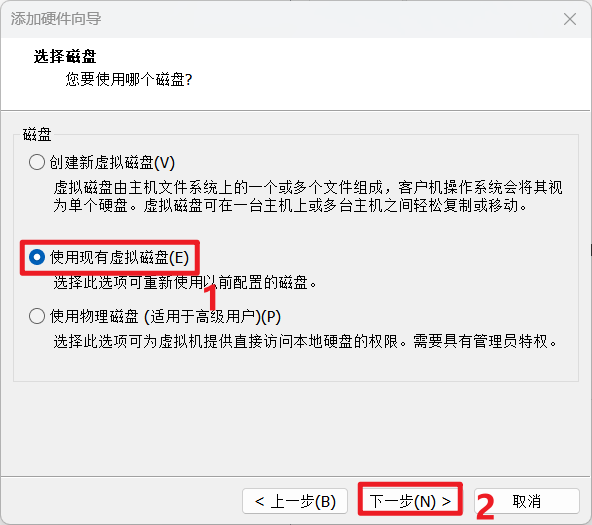 添加硬件向导
选择磁盘
您要使用哪个磁盘?
磁盘
创建新虚拟磁盘(V)
虚拟磁盘由主机文件系统上的一个或多个文件组成，客户机操作系统会将其视
为单个硬盘。虚拟磁盘可在一台主机上或多台主机之间轻松复制或移动。
使用现有虚拟磁盘(E)
选择此选项可重新使用以前配置的磁盘。
1
使用物理磁盘 (适用于高级用户)(P)
选择此选项可为虚拟机提供直接访问本地硬盘的权限。需要具有管理员特权。
< 上一步(B) 下一步(N) > 2 取消